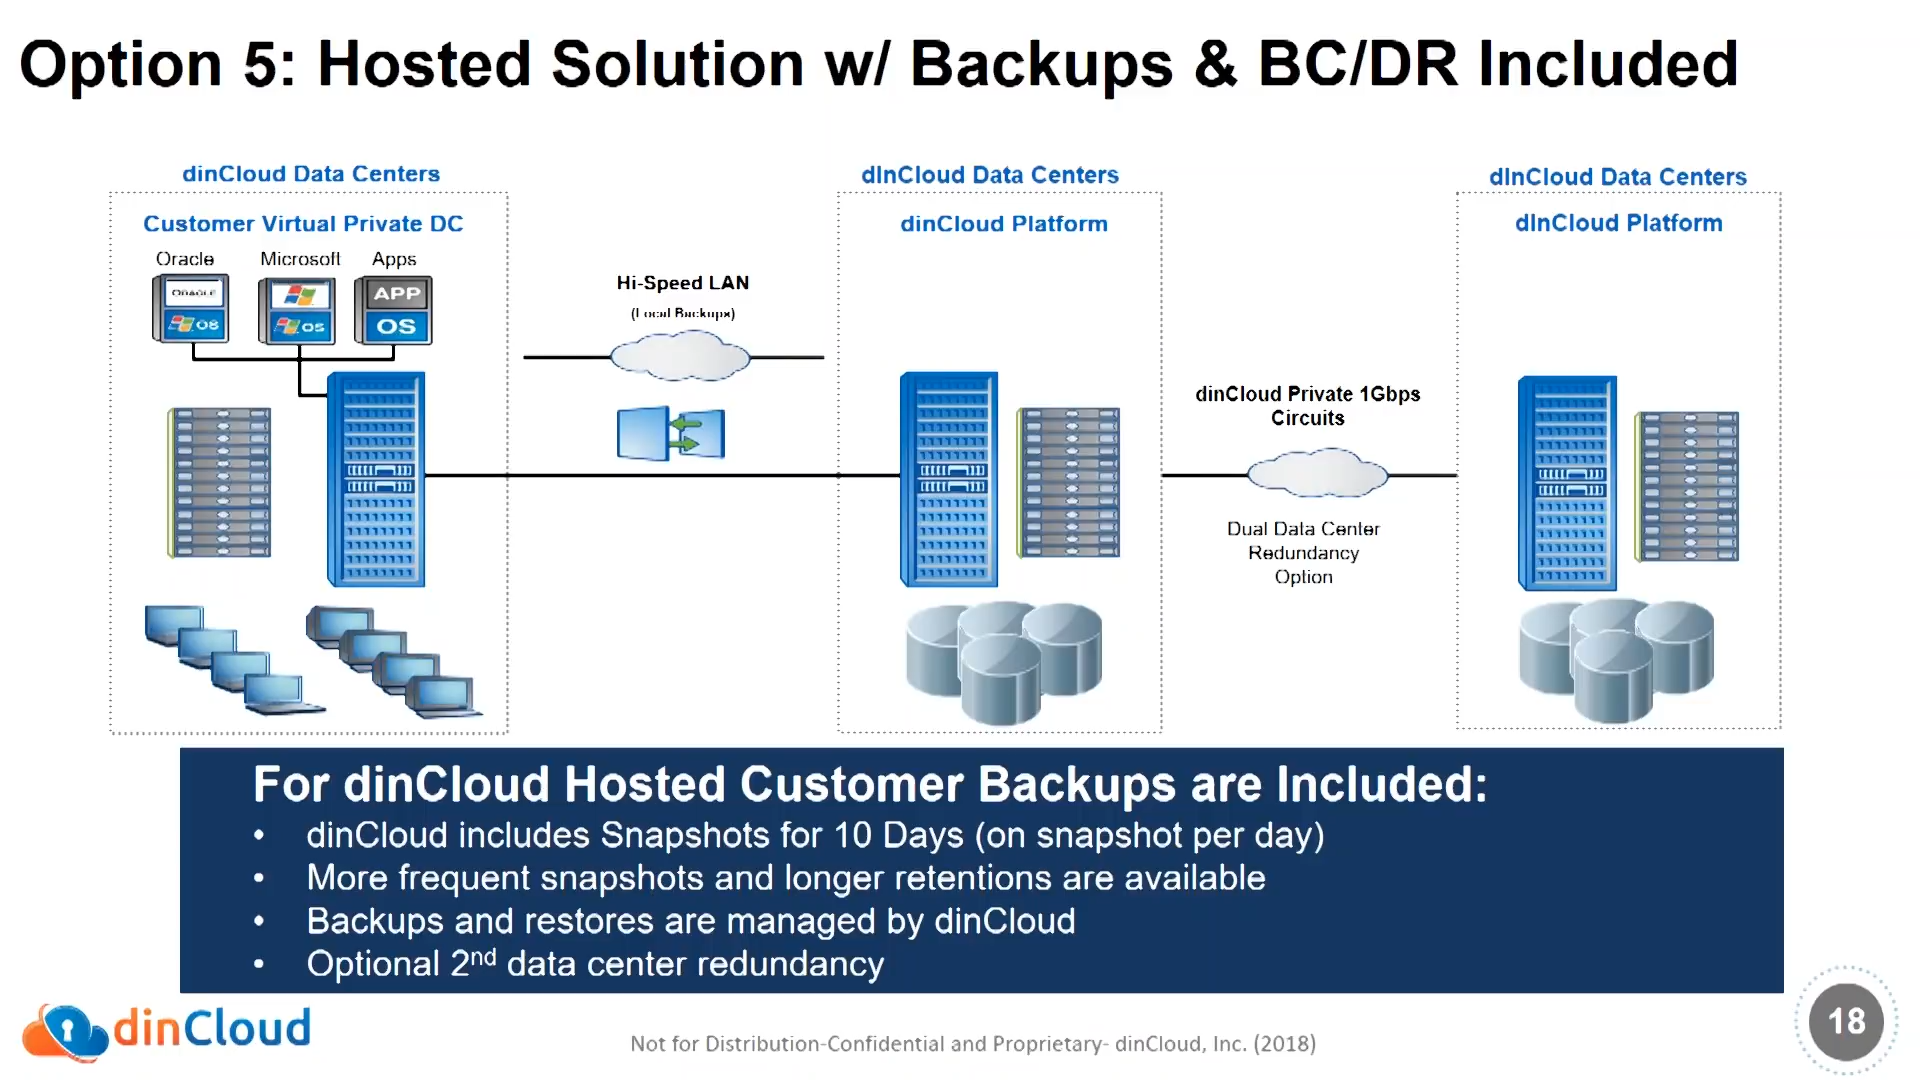 Option 5: Hosted Solution w/ Backups & BC/DR Included
dinCloud Data Centers
Customer Virtual Private DC
Oracle Microsoft Apps
ORACLE APP
OS OS OS
Hi-Speed LAN
(Local Backups)
dInCloud Data Centers
dinCloud Platform
dinCloud Private 1Gbps
Circuits
Dual Data Center
Redundancy
Option
dInCloud Data Centers
dInCloud Platform
For dinCloud Hosted Customer Backups are Included:
• dinCloud includes Snapshots for 10 Days (on snapshot per day)
• More frequent snapshots and longer retentions are available
• Backups and restores are managed by dinCloud
• Optional 2nd data center redundancy
dinCloud
Not for Distribution-Confidential and Proprietary- dinCloud, Inc. (2018)
18